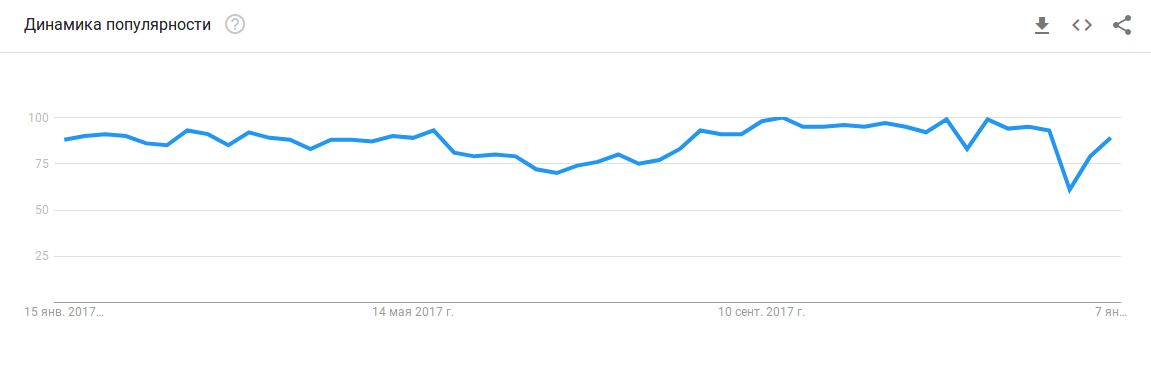 Динамика популярности ?
100
75
50
25
15 янв. 2017…
14 мая 2017 г.
10 сент. 2017 г.
7 ян…